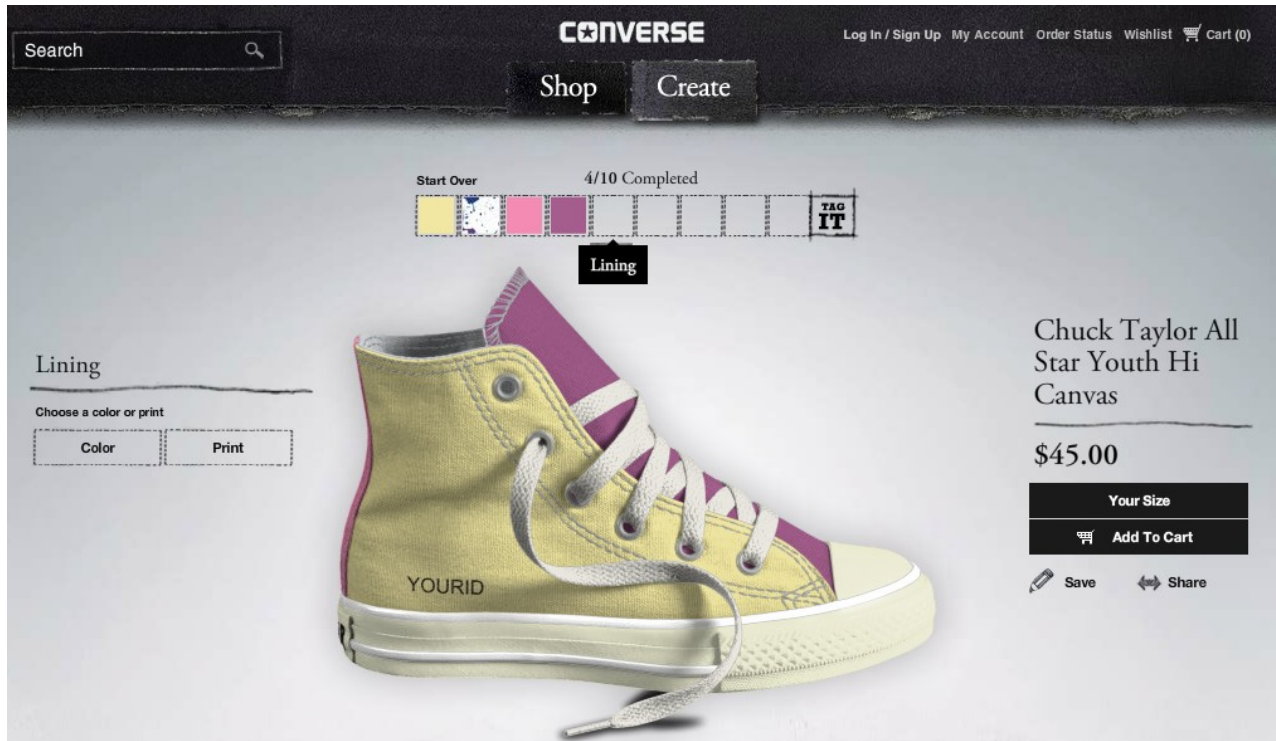 Search
CONVERSE
Log In / Sign Up My Account Order Status Wishlist Cart (0)
Shop Create
Start Over
4/10 Completed
TAG
IT
Lining
Lining
Choose a color or print
Color Print
YOURID
Chuck Taylor All
Star Youth Hi
Canvas
$45.00
Your Size
Add To Cart
Save Share